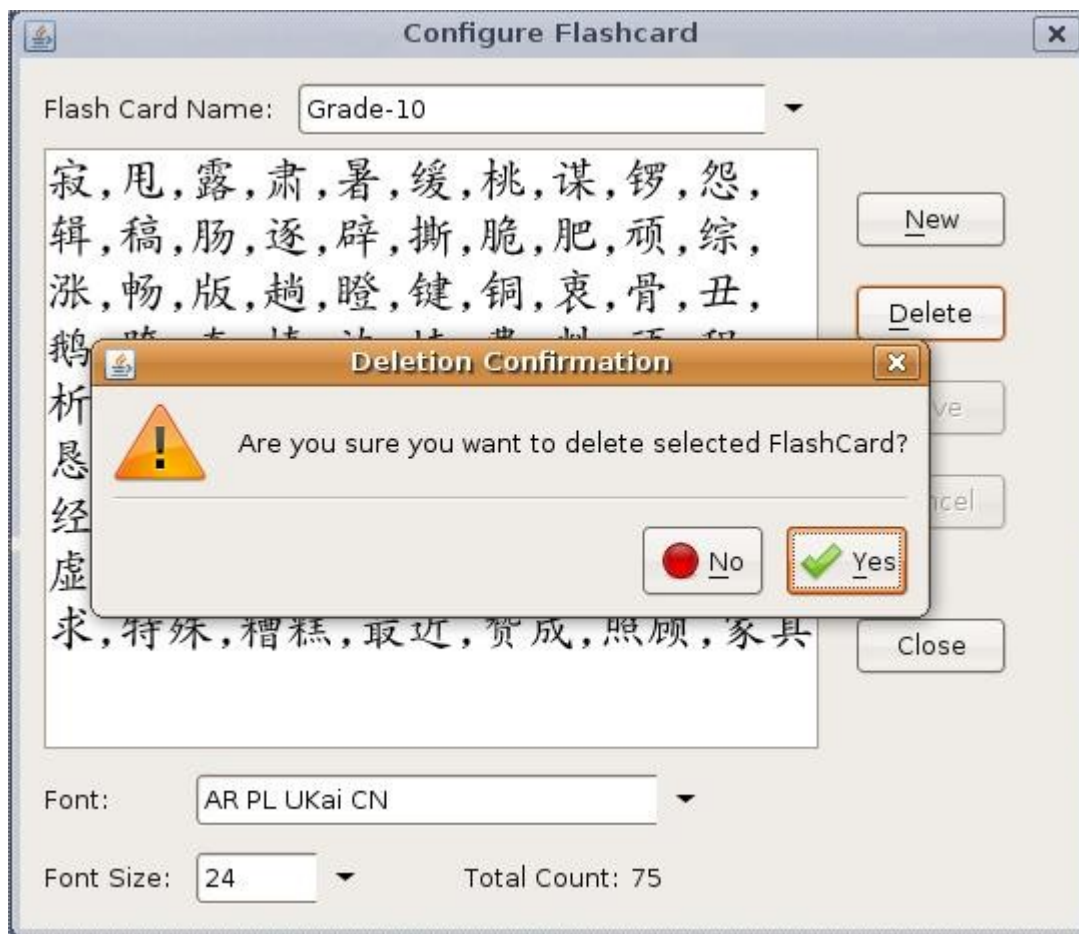 Configure Flashcard
Flash Card Name: Grade-10
寂,甩,露,肃,暑,缓,桃,谋,锣,怨,
辑,稿,肠,逐,辟,撕,脆,肥,顽,综,
涨,畅,版,趟,瞪,键,铜,衷,骨,丑,
鹅
析
恳
经
虚
求,特殊,糟糕,最近,赞成,照顾,家具
New
Delete
Deletion Confirmation
Are you sure you want to delete selected FlashCard?
No
Yes
Close
Font: AR PL UKai CN
Font Size: 24 Total Count: 75